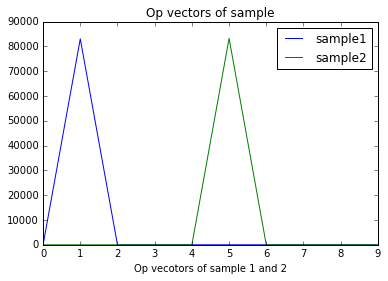 Op vectors of sample
90000
80000
70000
60000
50000
40000
30000
20000
10000
0
sample1
sample2
0 1 2 3 4 5 6 7 8 9
Op vecotors of sample 1 and 2